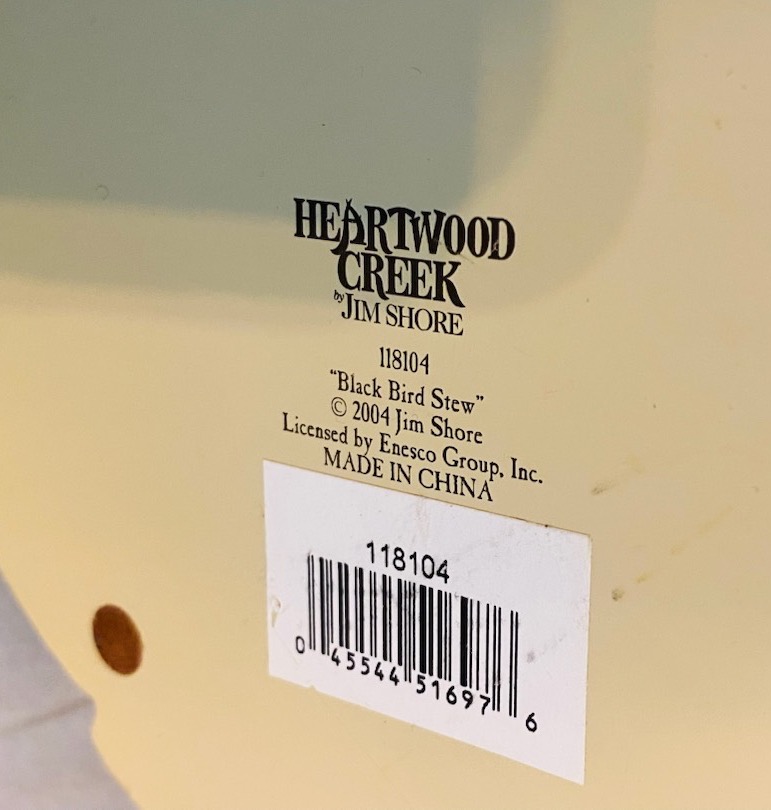 HEARTWOOD
CREEK
by JIM SHORE
118104
“Black Bird Stew”
© 2004 Jim Shore
Licensed by Enesco Group, Inc.
MADE IN CHINA
118104
0 45544 51697 6